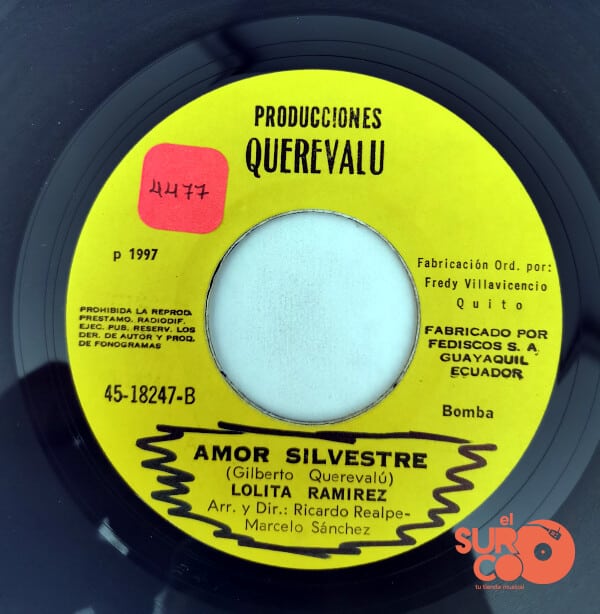 PRODUCCIONES
QUEREVALU
4477
p 1997
Fabricación Ord. por:
Fredy Villavicencio
Quito
PROHIBIDA LA REPROD.
PRESTAMO, RADIODIF.
EJEC. PUB. RESERV. LOS
DER. DE AUTOR Y PROD.
DE FONOGRAMAS
FABRICADO POR
FEDISCOS S. A.
GUAYAQUIL
ECUADOR
45-18247-B
Bomba
AMOR SILVESTRE
(Gilberto Querevalú)
LOLITA RAMIREZ
Arr. y Dir.: Ricardo Realpe-
Marcelo Sánchez
el
SURCO
tu tienda musical